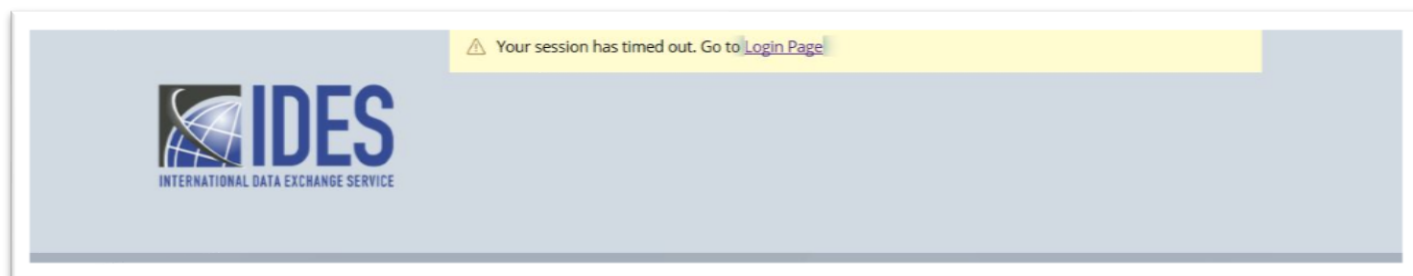 Your session has timed out. Go to Login Page
IDES
INTERNATIONAL DATA EXCHANGE SERVICE